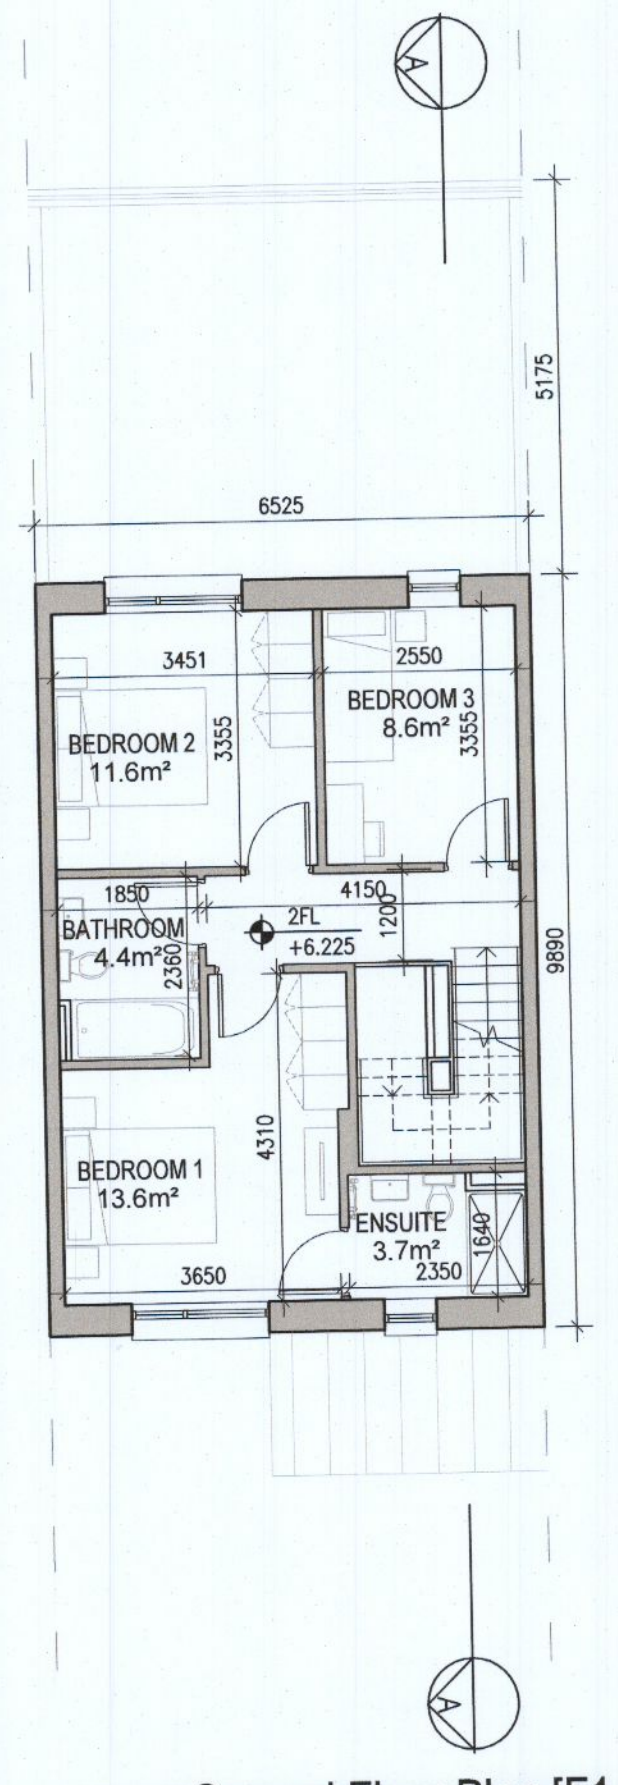 A
5175
6525
3451
2550
BEDROOM 3
8.6m²
3355
3355
BEDROOM 2
11.6m²
1850
4150
1200
2FL
+6.225
BATHROOM
4.4m²
2360
9890
4310
BEDROOM 1
13.6m²
ENSUITE
3.7m²
1640
3650
2350
A